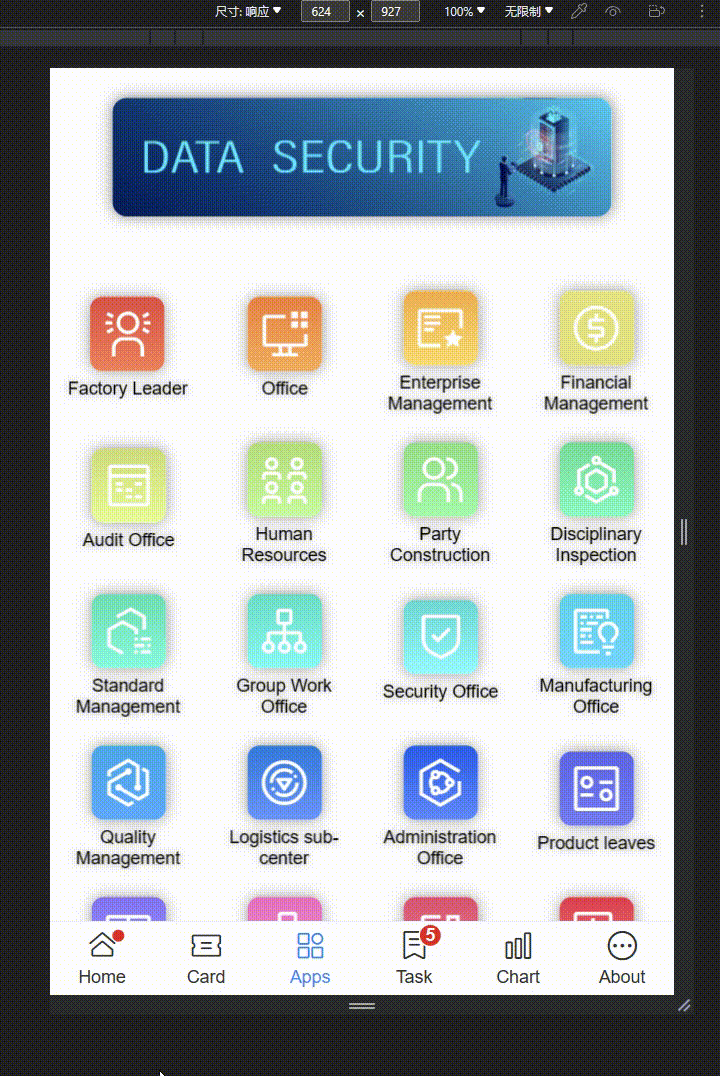 尺寸: 响应 ▼ 624 × 927 100% ▼ 无限制 ▼
DATA SECURITY
Factory Leader
Office
Enterprise
Management
Financial
Management
Audit Office
Human
Resources
Party
Construction
Disciplinary
Inspection
Standard
Management
Group Work
Office
Security Office
Manufacturing
Office
Quality
Management
Logistics sub-
center
Administration
Office
Product leaves
5
Home
Card
Apps
Task
Chart
About